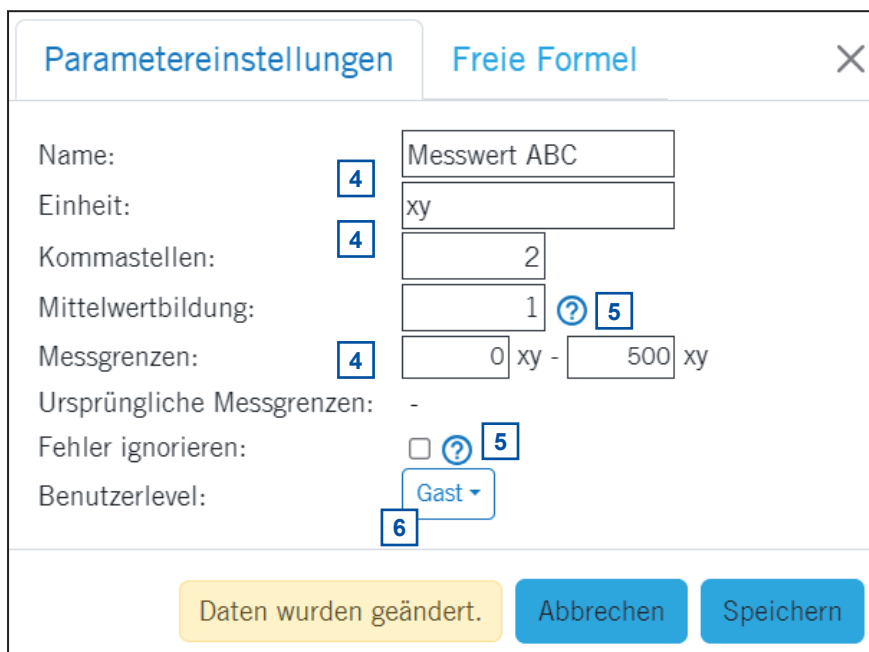 Parametereinstellungen Freie Formel
Name: Messwert ABC
4
Einheit: xy
4
Kommastellen: 2
Mittelwertbildung: 1 ? 5
Messgrenzen: 4 0 xy - 500 xy
Ursprüngliche Messgrenzen: -
Fehler ignorieren: ? 5
Benutzerlevel: Gast
6
Daten wurden geändert. Abbrechen Speichern